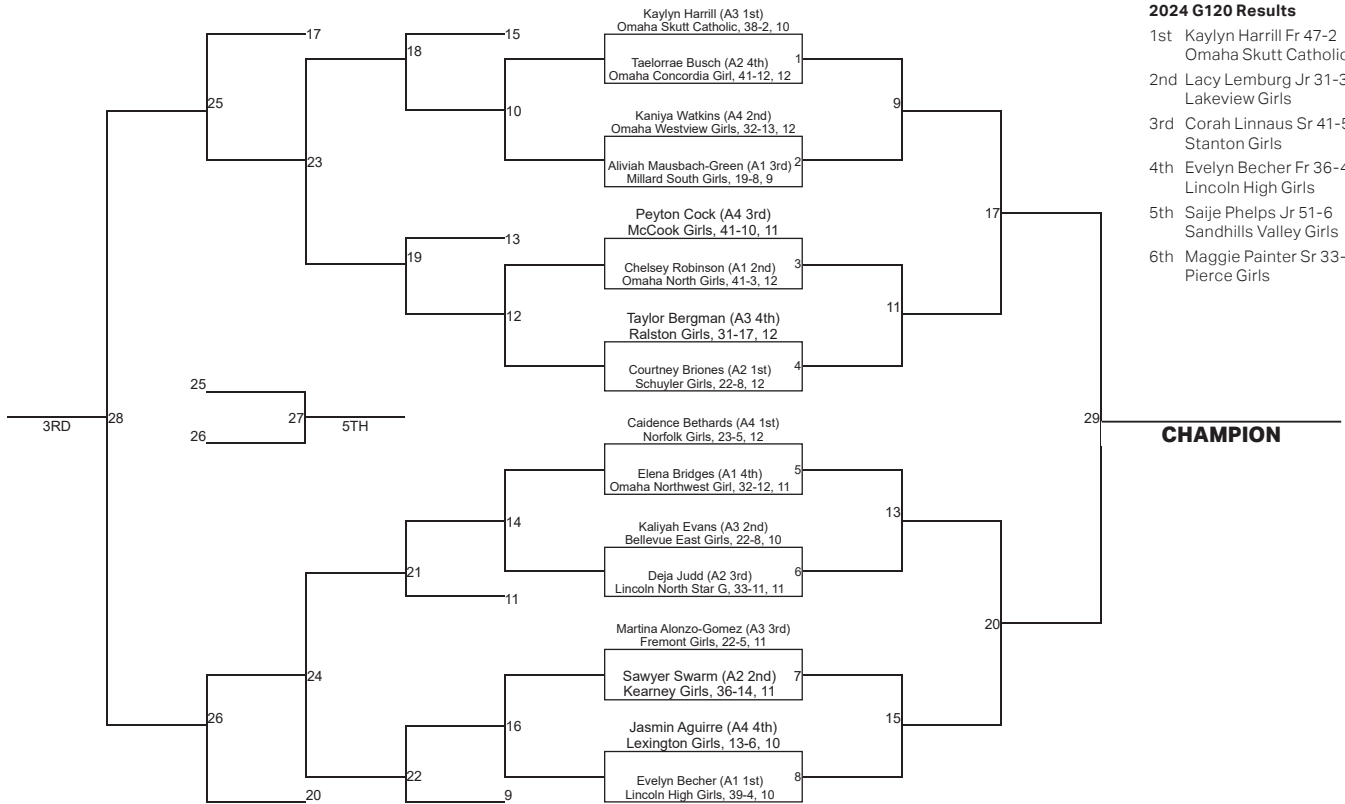 2024 G120 Results
1st Kaylyn Harrill Fr 47-2
Omaha Skutt Catholic
2nd Lacy Lemburg Jr 31-3
Lakeview Girls
3rd Corah Linnaus Sr 41-5
Stanton Girls
4th Evelyn Becher Fr 36-4
Lincoln High Girls
5th Saije Phelps Jr 51-6
Sandhills Valley Girls
6th Maggie Painter Sr 33-
Pierce Girls
Kaylyn Harrill (A3 1st)
Omaha Skutt Catholic, 38-2, 10
1
Taelorrae Busch (A2 4th)
Omaha Concordia Girl, 41-12, 12
Kaniya Watkins (A4 2nd)
Omaha Westview Girls, 32-13, 12
2
Aliviah Mausbach-Green (A1 3rd)
Millard South Girls, 19-8, 9
Peyton Cock (A4 3rd)
McCook Girls, 41-10, 11
3
Chelsey Robinson (A1 2nd)
Omaha North Girls, 41-3, 12
Taylor Bergman (A3 4th)
Ralston Girls, 31-17, 12
4
Courtney Briones (A2 1st)
Schuyler Girls, 22-8, 12
Caidence Bethards (A4 1st)
Norfolk Girls, 23-5, 12
5
Elena Bridges (A1 4th)
Omaha Northwest Girl, 32-12, 11
Kaliyah Evans (A3 2nd)
Bellevue East Girls, 22-8, 10
6
Deja Judd (A2 3rd)
Lincoln North Star G, 33-11, 11
Martina Alonzo-Gomez (A3 3rd)
Fremont Girls, 22-5, 11
7
Sawyer Swarm (A2 2nd)
Kearney Girls, 36-14, 11
Jasmin Aguirre (A4 4th)
Lexington Girls, 13-6, 10
8
Evelyn Becher (A1 1st)
Lincoln High Girls, 39-4, 10
9
11
13
15
17
20
29
CHAMPION
15
10
18
13
12
19
17
23
25
14
11
21
16
9
22
24
20
26
28
3RD
25
26
27
5TH